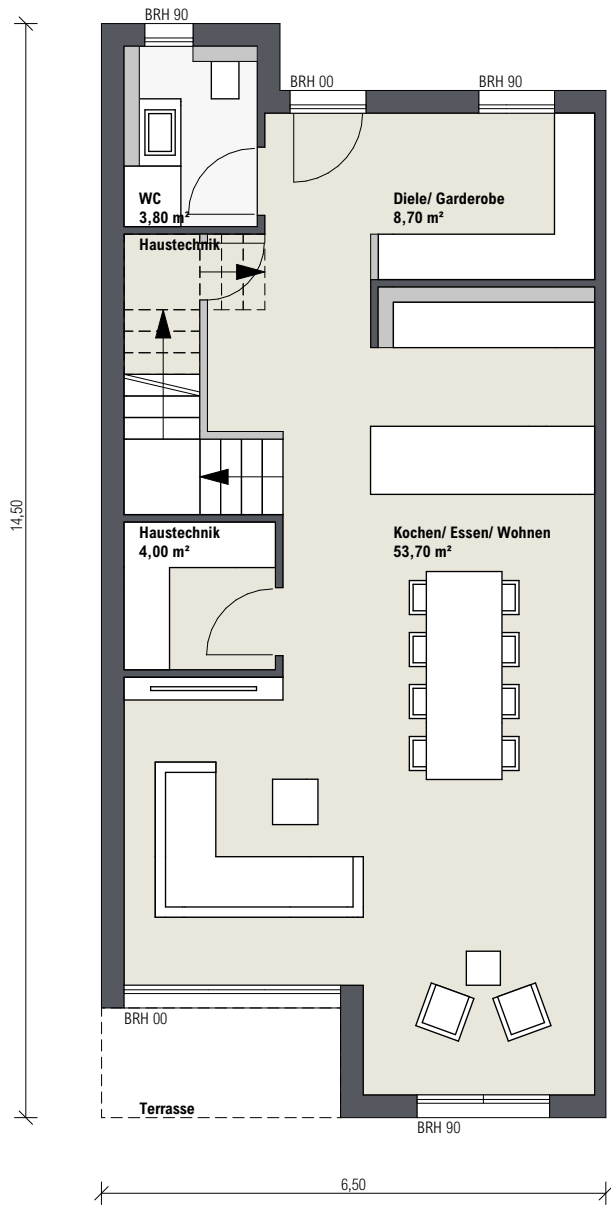 BRH 90
BRH 00
BRH 90
WC
3,80 m²
Diele/ Garderobe
8,70 m²
Haustechnik
14,50
Haustechnik
4,00 m²
Kochen/ Essen/ Wohnen
53,70 m²
BRH 00
Terrasse
BRH 90
6,50